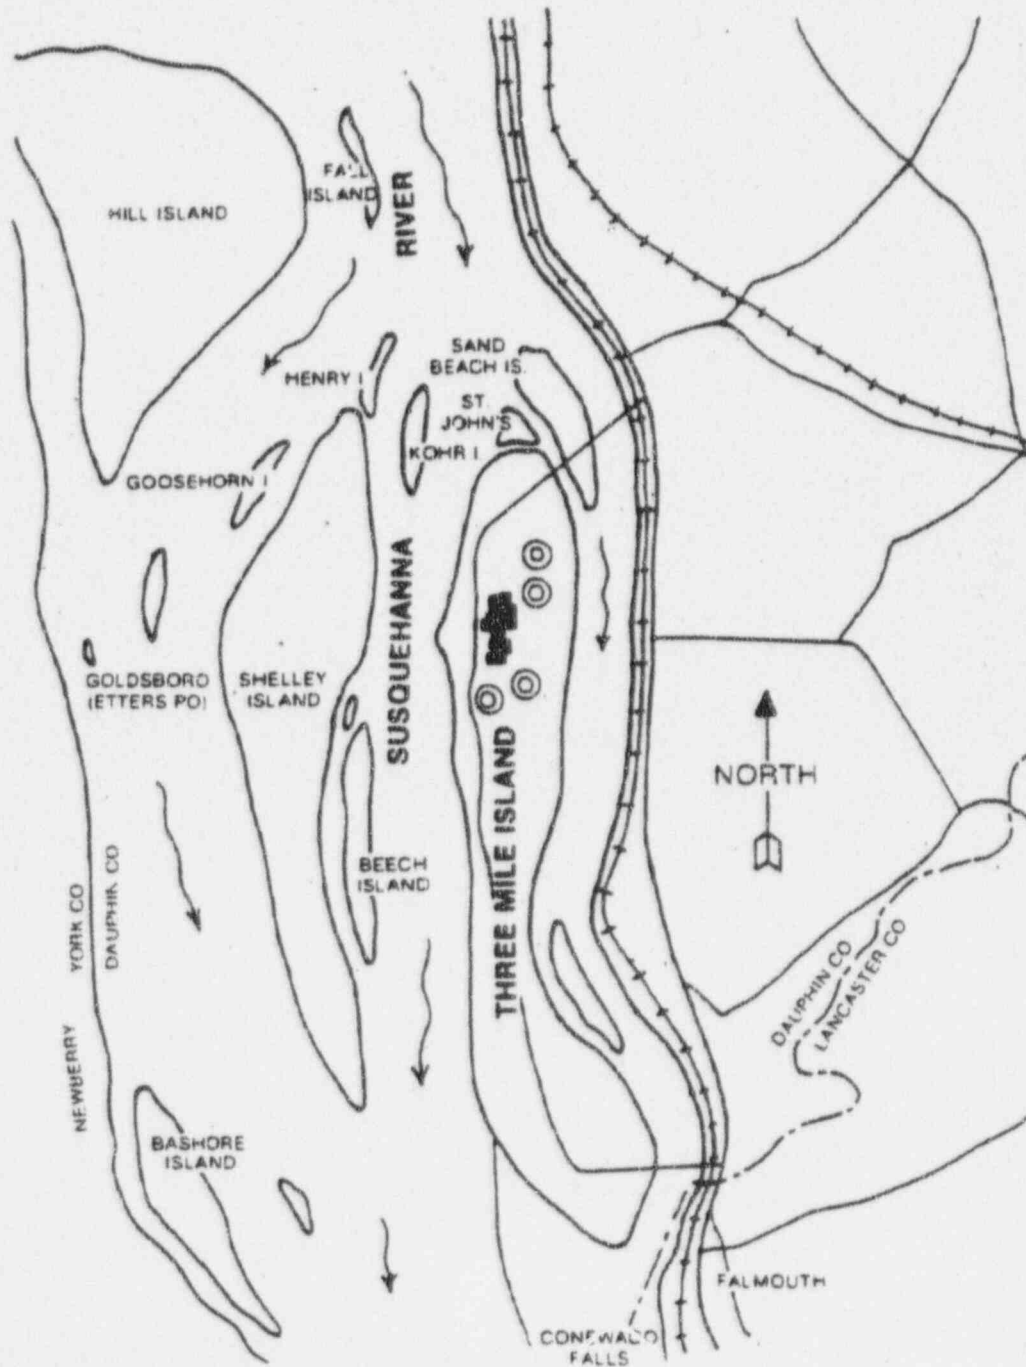 FALL
ISLAND
HILL ISLAND
RIVER
SAND
BEACH IS.
HENRY I.
ST.
JOHN'S
KOHR I.
GOOSEHORN I.
SUSQUEHANNA
GOLDSBORO
(ETTERS PO)
SHELLEY
ISLAND
THREE MILE ISLAND
NORTH
BEECH
ISLAND
YORK CO
DAUPHIN CO
NEWBERRY
DAUPHIN CO
LANCASTER CO
BASHORE
ISLAND
FALMOUTH
CONEWAGO
FALLS